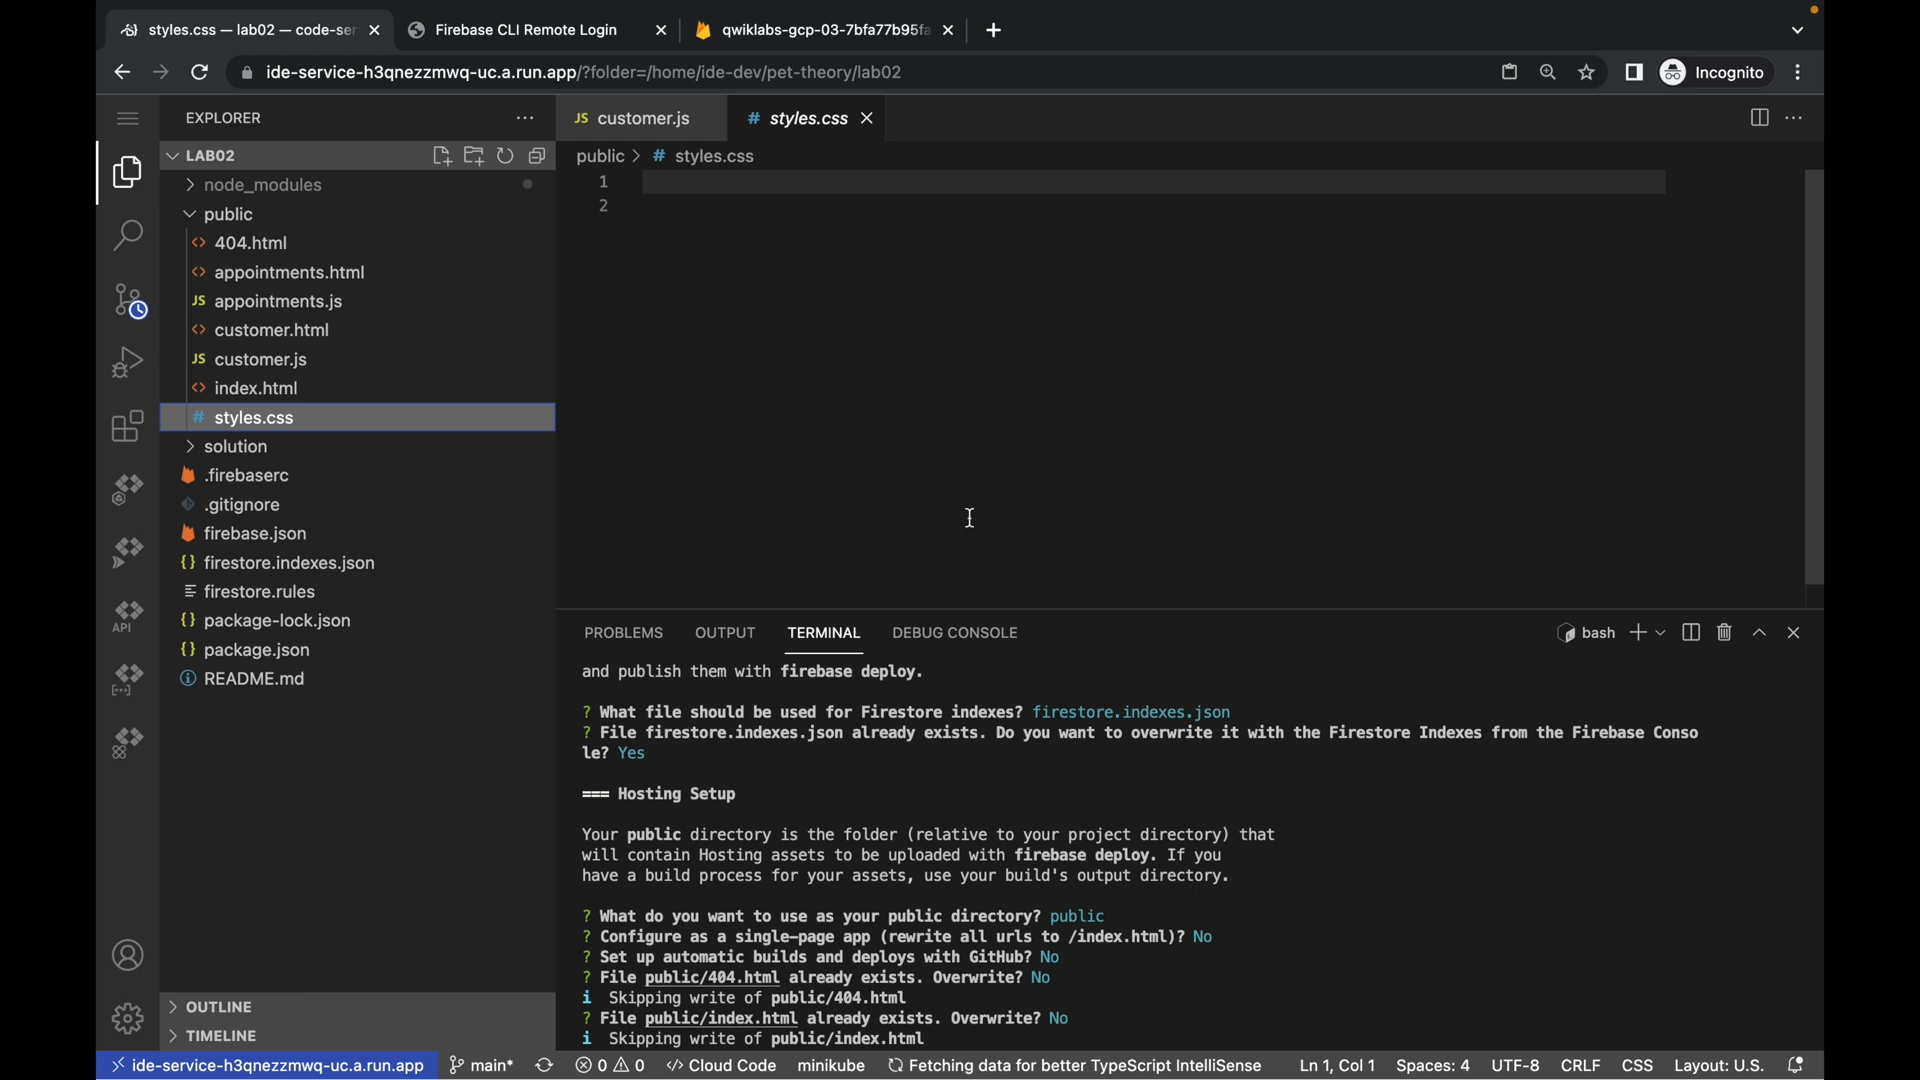 styles.css — lab02 — code-ser
Firebase CLI Remote Login
qwiklabs-gcp-03-7bfa77b95fa
ide-service-h3qnezzmwq-uc.a.run.app/?folder=/home/ide-dev/pet-theory/lab02
Incognito
EXPLORER
LAB02
node_modules
public
404.html
appointments.html
JS appointments.js
customer.html
JS customer.js
index.html
# styles.css
solution
.firebaserc
.gitignore
firebase.json
{} firestore.indexes.json
firestore.rules
{} package-lock.json
{} package.json
README.md
OUTLINE
TIMELINE
API
JS customer.js
# styles.css
public > # styles.css
1
2
PROBLEMS OUTPUT TERMINAL DEBUG CONSOLE
bash
and publish them with firebase deploy.
? What file should be used for Firestore indexes? firestore.indexes.json
? File firestore.indexes.json already exists. Do you want to overwrite it with the Firestore Indexes from the Firebase Conso
le? Yes
=== Hosting Setup
Your public directory is the folder (relative to your project directory) that
will contain Hosting assets to be uploaded with firebase deploy. If you
have a build process for your assets, use your build's output directory.
? What do you want to use as your public directory? public
? Configure as a single-page app (rewrite all urls to /index.html)? No
? Set up automatic builds and deploys with GitHub? No
? File public/404.html already exists. Overwrite? No
i Skipping write of public/404.html
? File public/index.html already exists. Overwrite? No
i Skipping write of public/index.html
ide-service-h3qnezzmwq-uc.a.run.app main* 0 0 Cloud Code minikube Fetching data for better TypeScript IntelliSense Ln 1, Col 1 Spaces: 4 UTF-8 CRLF CSS Layout: U.S.